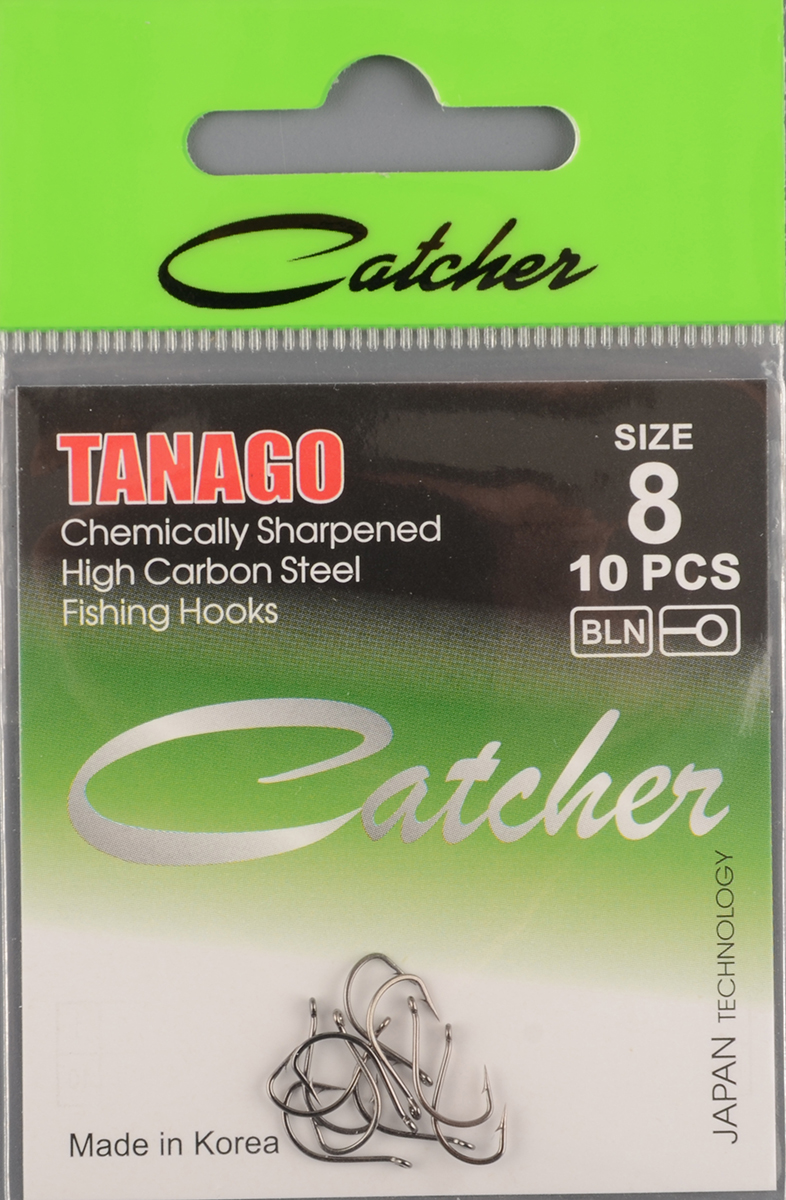 Catcher
TANAGO
Chemically Sharpened
High Carbon Steel
Fishing Hooks
SIZE
8
10 PCS
BLN
Catcher
JAPAN TECHNOLOGY
Made in Korea